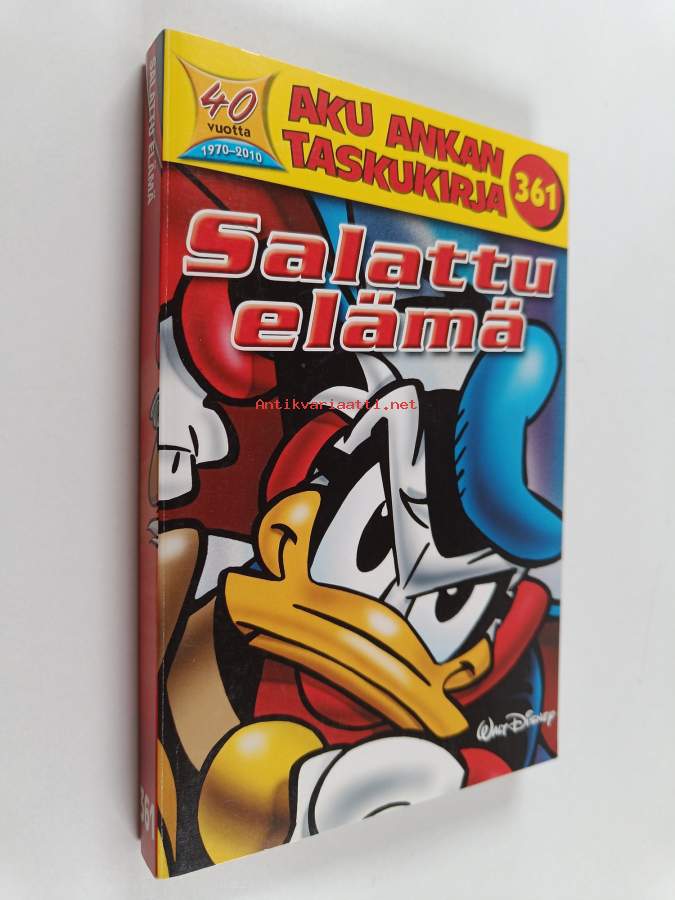 40
vuotta
1970–2010
AKU ANKAN
TASKUKIRJA
361
Salattu
elämä
Antikvariaatti.net
WALT DISNEY
SALATTU ELÄMÄ
361